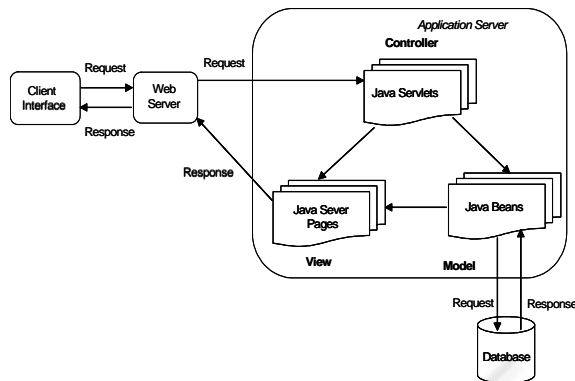 Application Server
Controller
Request
Request
Client
Interface
Web
Server
Java Servlets
Response
Response
Java Sever
Pages
Java Beans
View
Model
Request
Response
Database